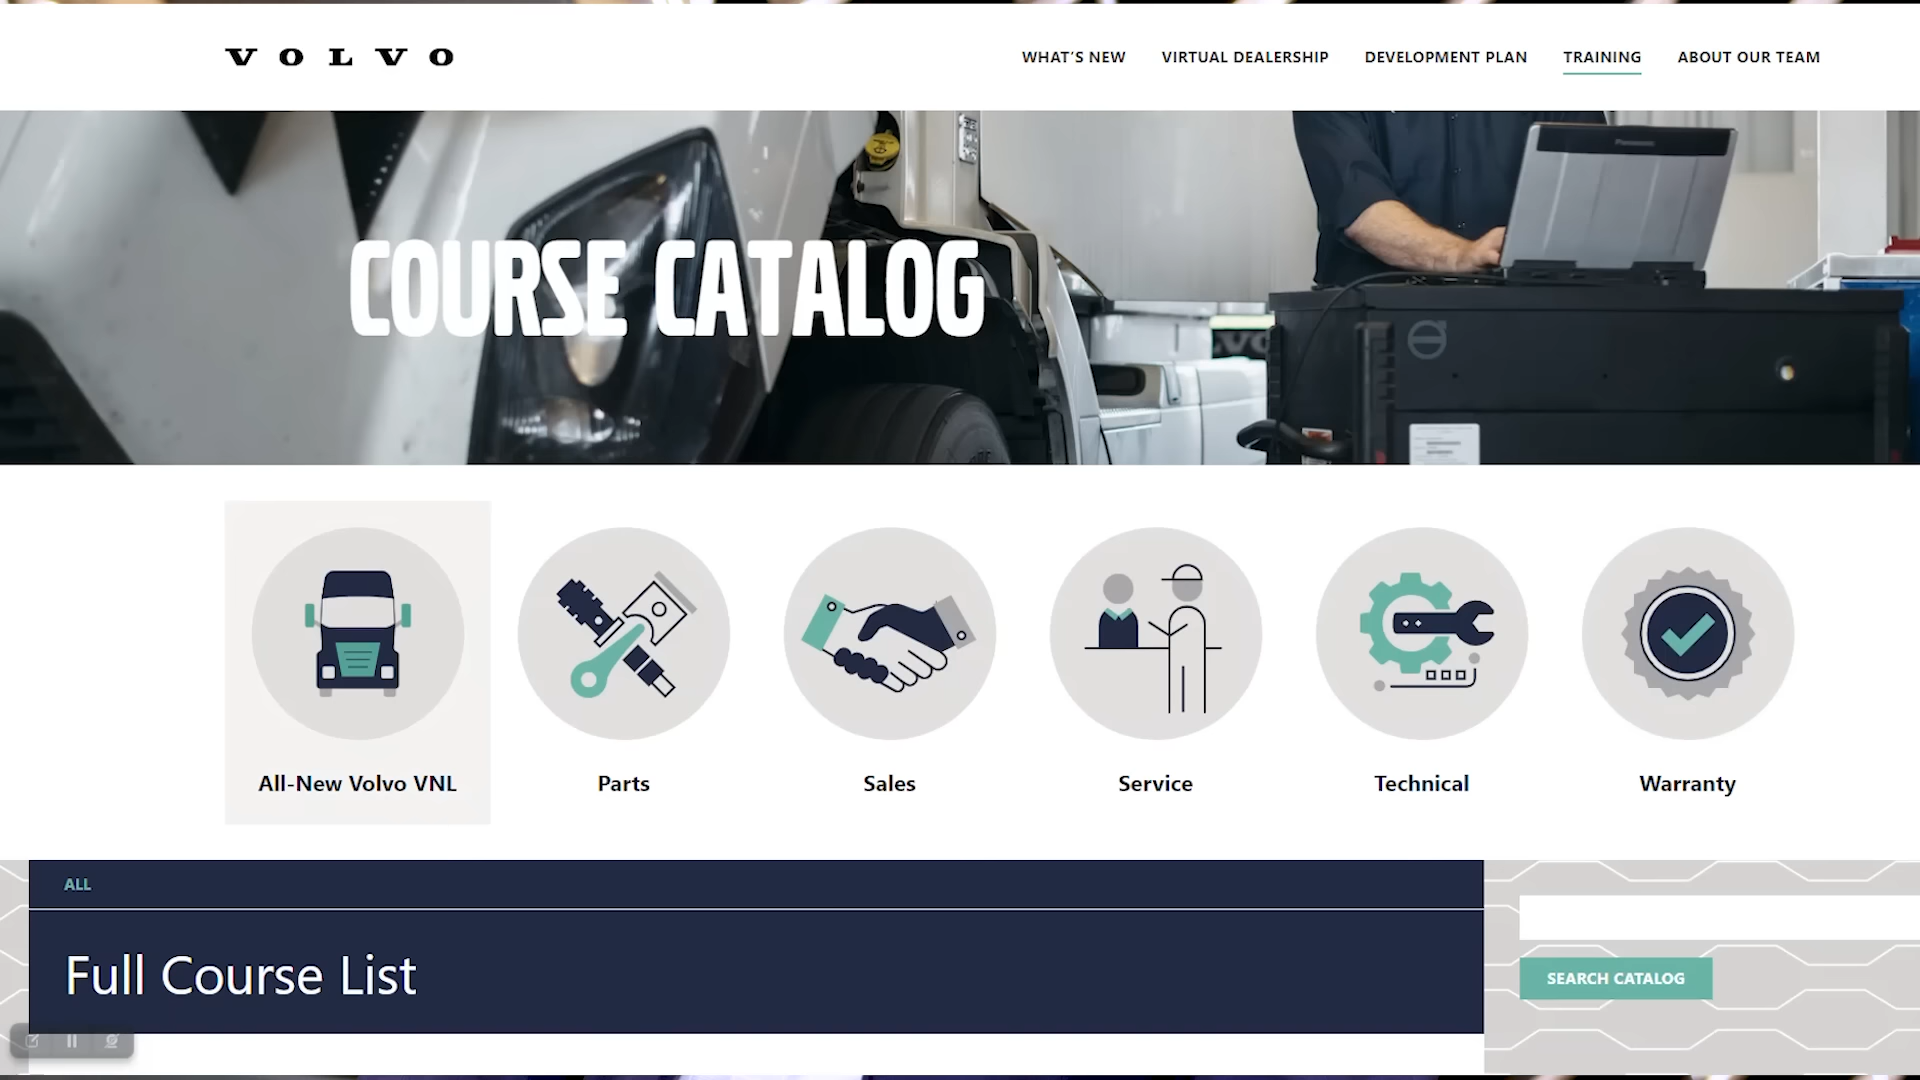 VOLVO
WHAT'S NEW
VIRTUAL DEALERSHIP
DEVELOPMENT PLAN
TRAINING
ABOUT OUR TEAM
Panasonic
COURSE CATALOG
All-New Volvo VNL
Parts
Sales
Service
Technical
Warranty
ALL
Full Course List
SEARCH CATALOG